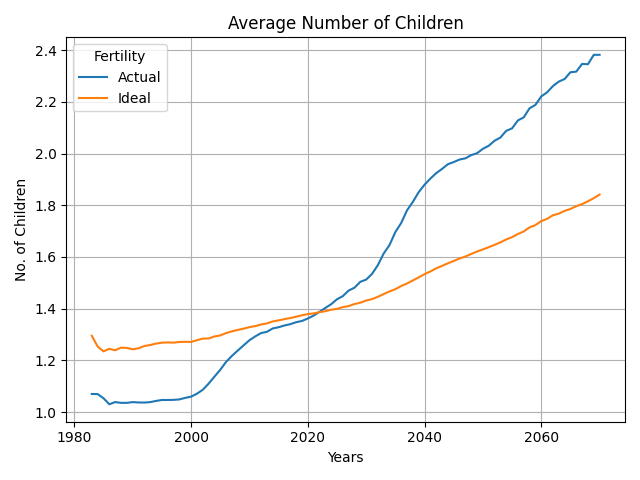 Average Number of Children
Fertility
Actual
Ideal
No. of Children
2.4
2.2
2.0
1.8
1.6
1.4
1.2
1.0
1980
2000
2020
2040
2060
Years